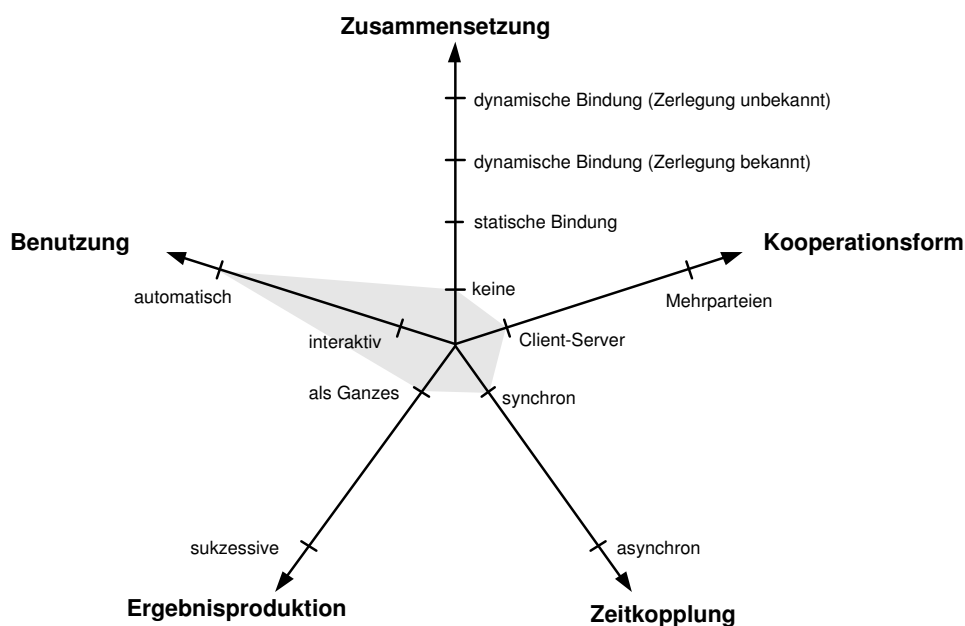 Zusammensetzung
dynamische Bindung (Zerlegung unbekannt)
dynamische Bindung (Zerlegung bekannt)
statische Bindung
Benutzung
Kooperationsform
keine
automatisch
Mehrparteien
interaktiv
Client-Server
als Ganzes
synchron
sukzessive
asynchron
Ergebnisproduktion
Zeitkopplung